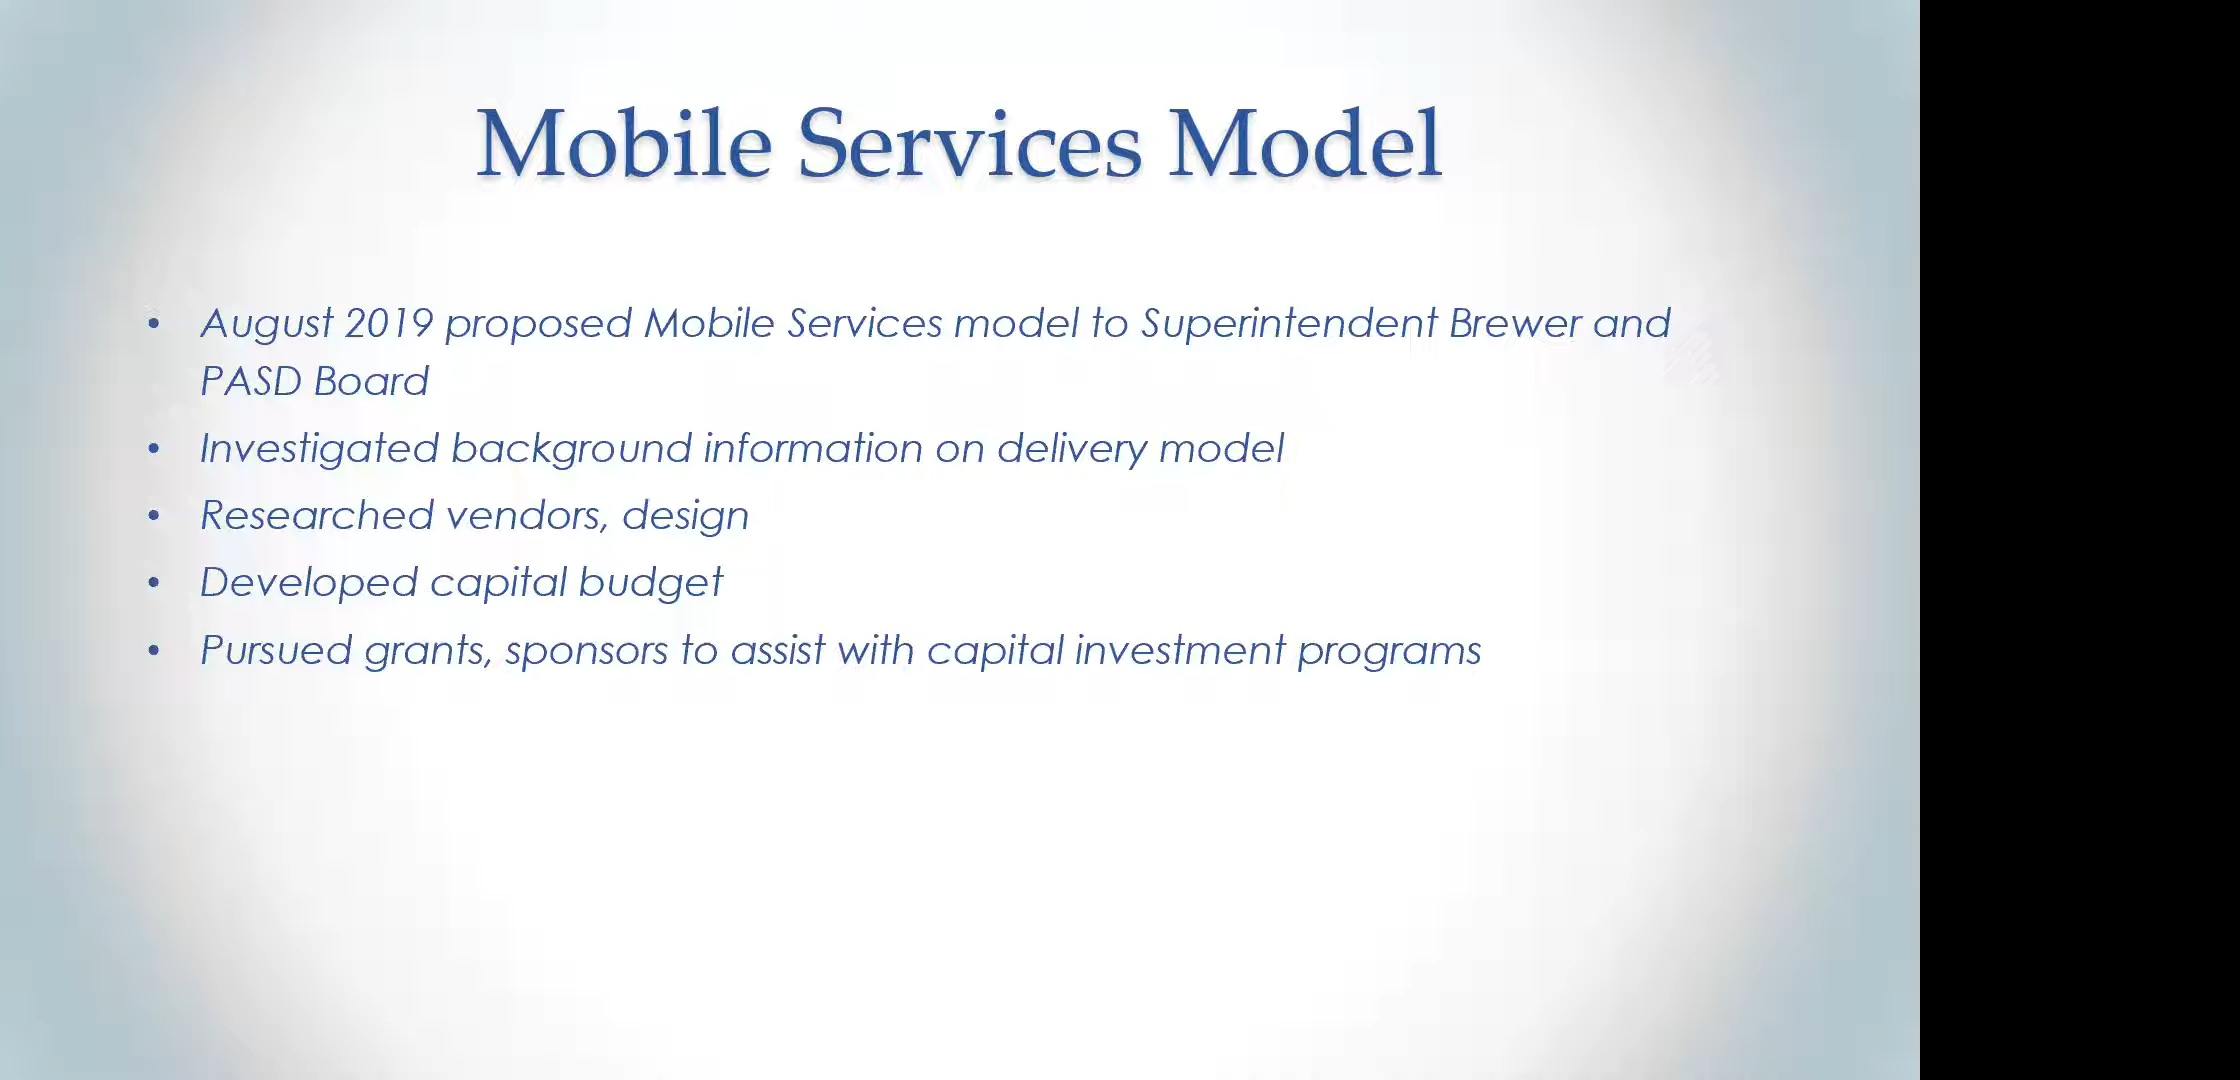 Mobile Services Model
• August 2019 proposed Mobile Services model to Superintendent Brewer and
PASD Board
• Investigated background information on delivery model
• Researched vendors, design
• Developed capital budget
• Pursued grants, sponsors to assist with capital investment programs